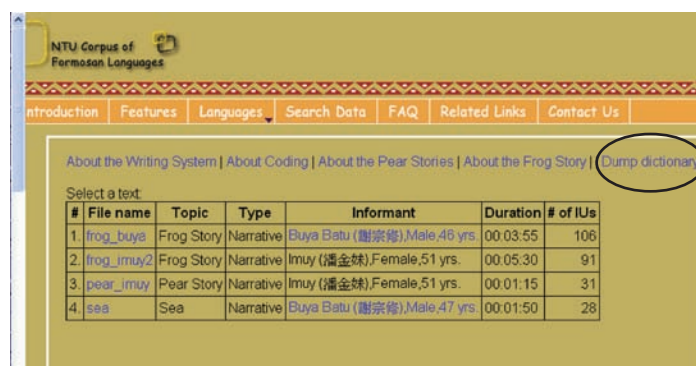 NTU Corpus of
Formosan Languages
ntroduction Features Languages Search Data FAQ Related Links Contact Us
About the Writing System | About Coding | About the Pear Stories | About the Frog Story | Dump dictionary
Select a text:
# File name Topic Type Informant Duration # of IUs
1. frog_buya Frog Story Narrative Buya Batu (謝宗修),Male,46 yrs. 00:03:55 106
2. frog_imuy2 Frog Story Narrative Imuy (潘金妹),Female,51 yrs. 00:05:30 91
3. pear_imuy Pear Story Narrative Imuy (潘金妹),Female,51 yrs. 00:01:15 31
4. sea Sea Narrative Buya Batu (謝宗修),Male,47 yrs. 00:01:50 28